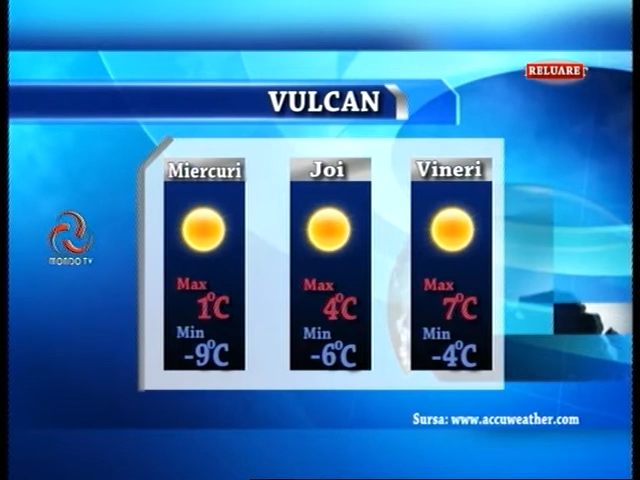 RELUARE
VULCAN
Miercuri
Joi
Vineri
Max
1°C
Min
-9°C
Max
4°C
Min
-6°C
Max
7°C
Min
-4°C
MONDO TV
Sursa: www.accuweather.com